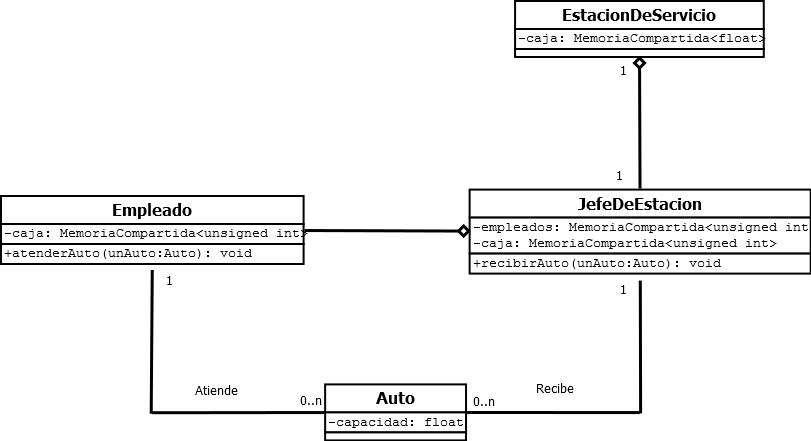 EstacionDeServicio
-caja: MemoriaCompartida<float>
1
1
Empleado
-caja: MemoriaCompartida<unsigned int>
+atenderAuto(unAuto:Auto): void
JefeDeEstacion
-empleados: MemoriaCompartida<unsigned int
-caja: MemoriaCompartida<unsigned int>
+recibirAuto(unAuto:Auto): void
1
1
Atiende
Recibe
0..n
0..n
Auto
-capacidad: float